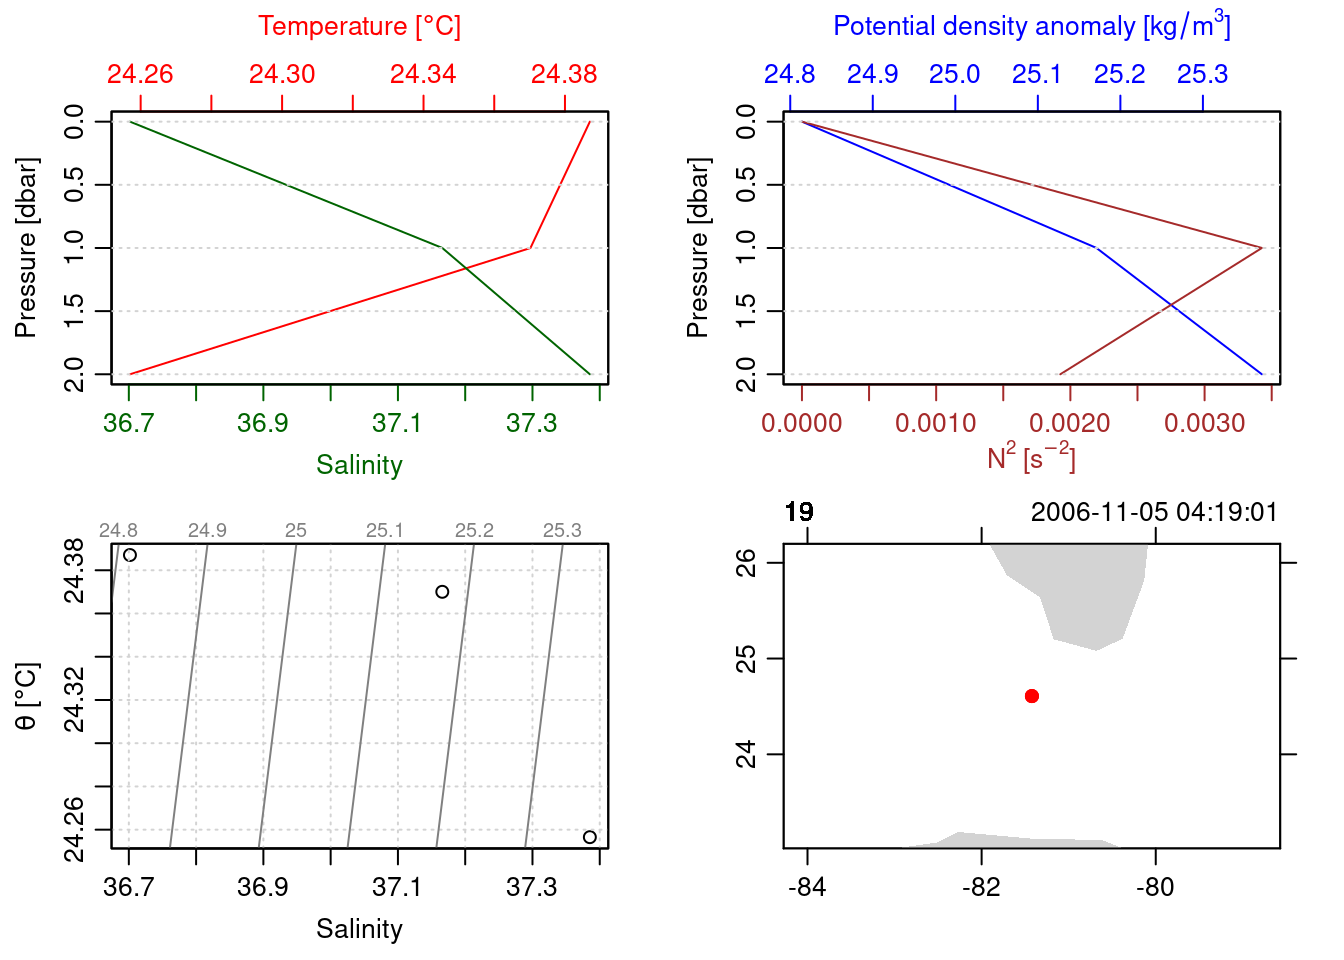 Temperature [°C]
24.26 24.30 24.34 24.38
Pressure [dbar]
0.0 0.5 1.0 1.5 2.0
36.7 36.9 37.1 37.3
Salinity
Potential density anomaly [kg/m³]
24.8 24.9 25.0 25.1 25.2 25.3
Pressure [dbar]
0.0 0.5 1.0 1.5 2.0
0.0000 0.0010 0.0020 0.0030
N² [s⁻²]
24.8 24.9 25 25.1 25.2 25.3
θ [°C]
24.38 24.32 24.26
36.7 36.9 37.1 37.3
Salinity
19 2006-11-05 04:19:01
26 25 24
-84 -82 -80